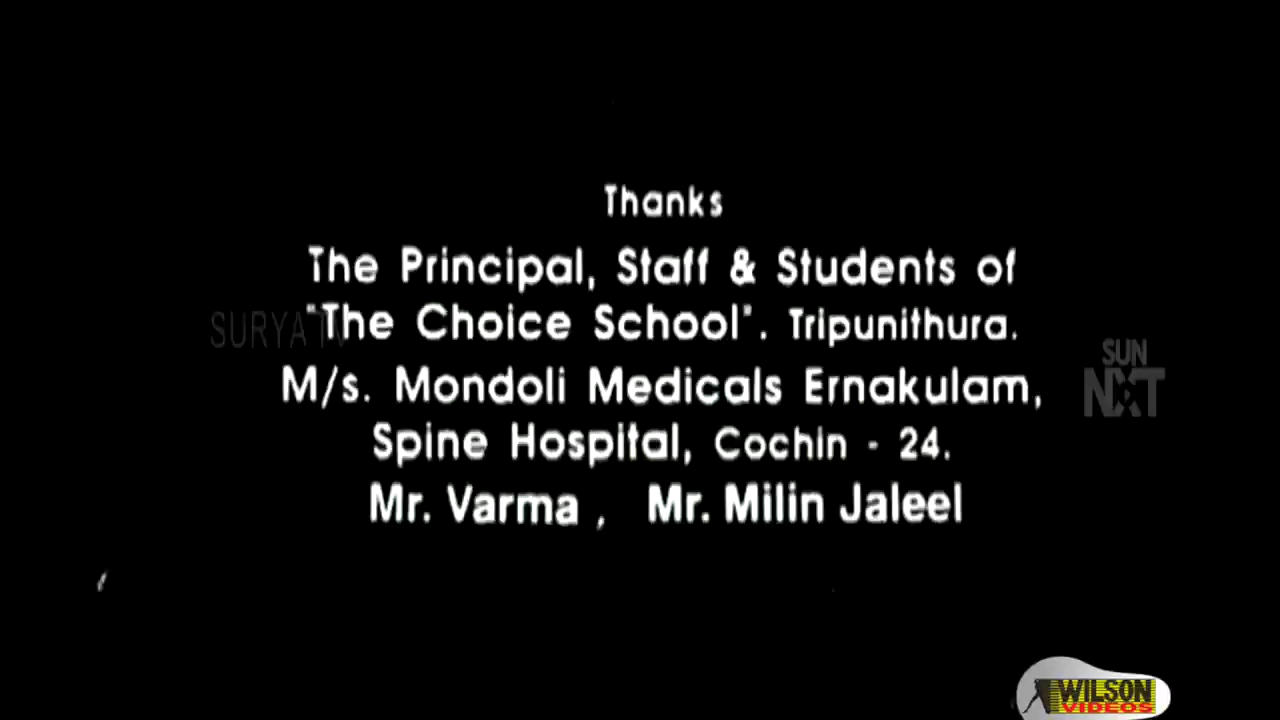 Thanks
The Principal, Staff & Students of
"The Choice School". Tripunithura.
SURYA TV
M/s. Mondoli Medicals Ernakulam,
SUN
NXT
Spine Hospital, Cochin - 24.
Mr. Varma , Mr. Milin Jaleel
WILSON
VIDEOS